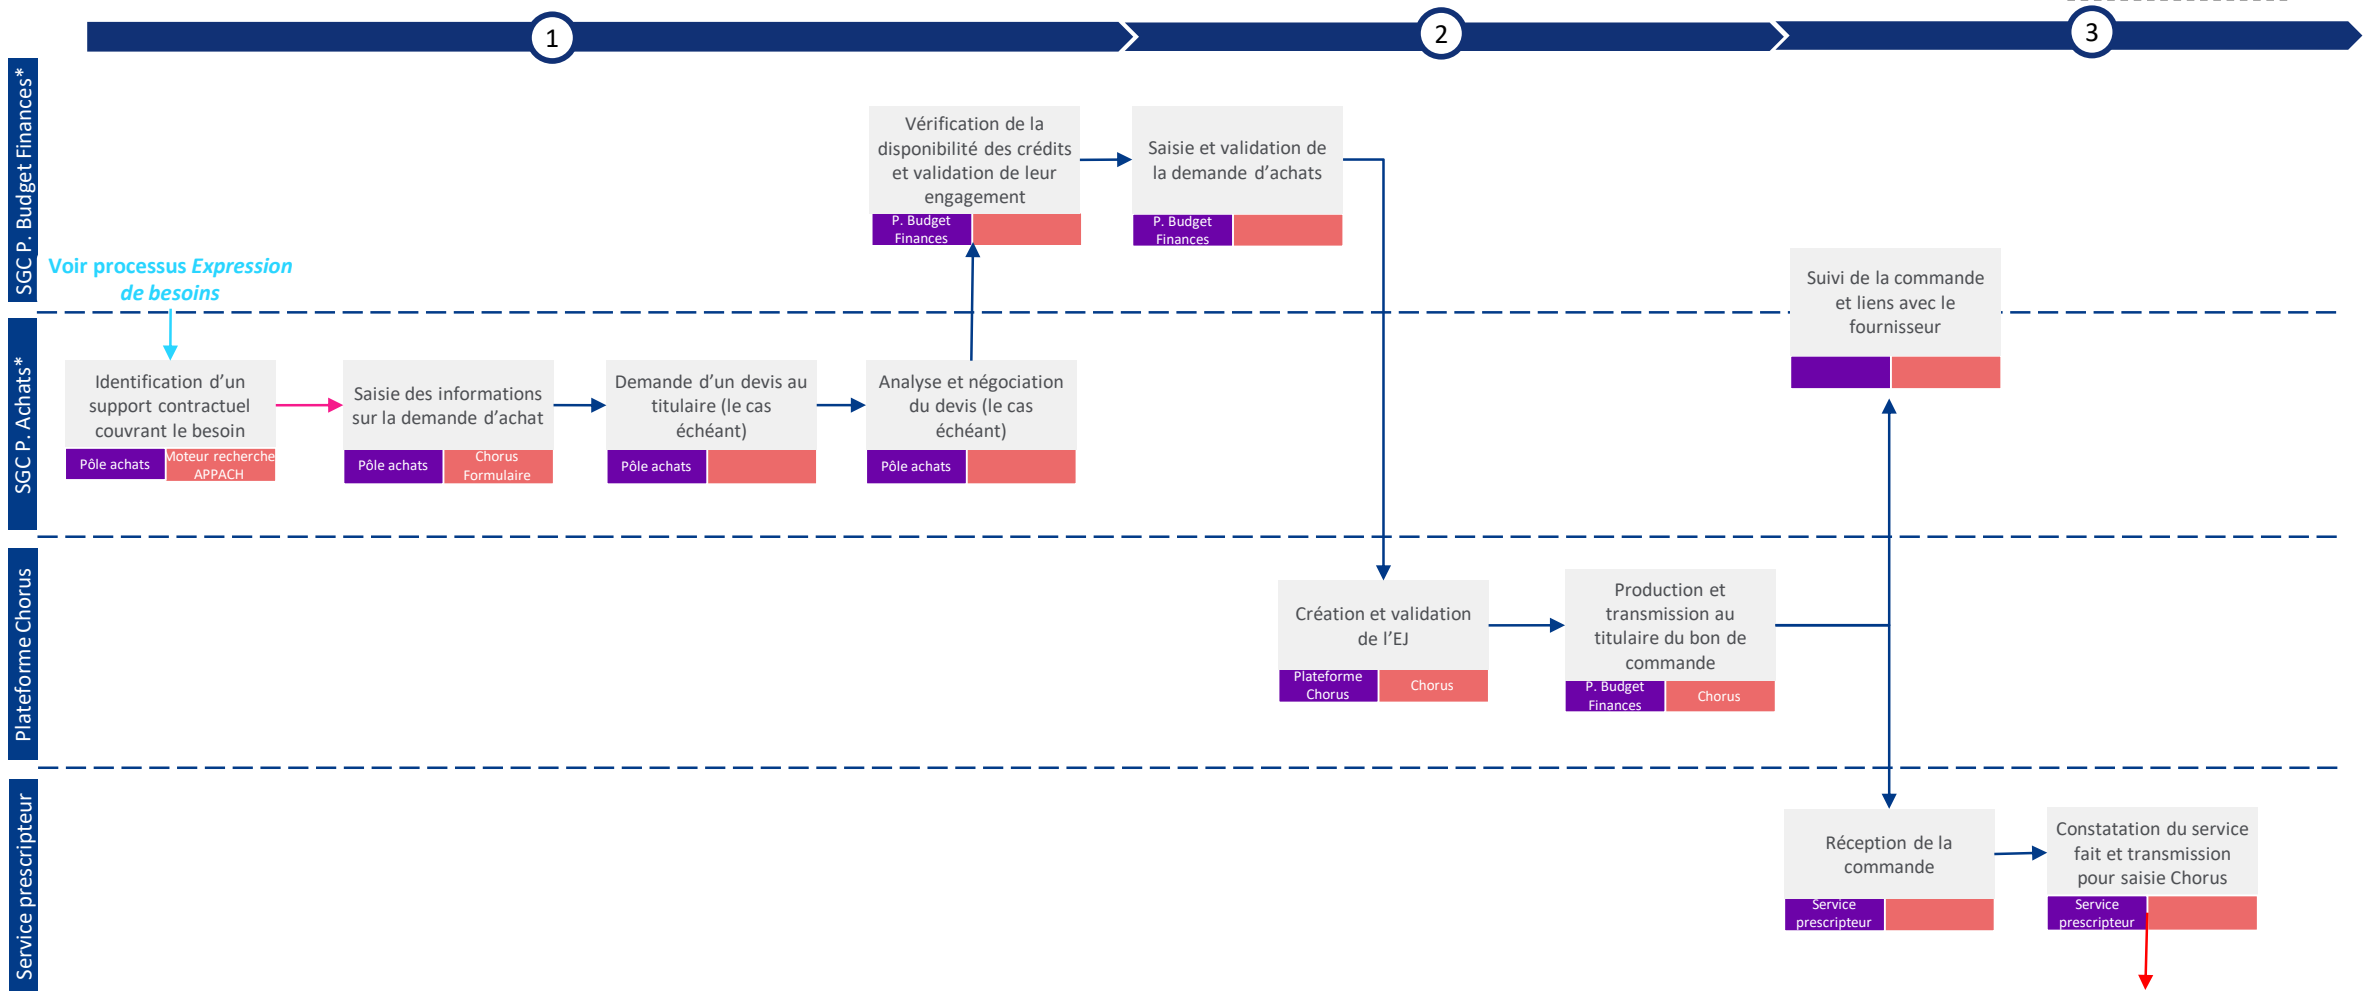 1
2
3
SGC P. Budget Finances*
Vérification de la
disponibilité des crédits
et validation de leur
engagement
P. Budget
Finances
Saisie et validation de
la demande d'achats
P. Budget
Finances
Voir processus Expression
de besoins
Suivi de la commande
et liens avec le
fournisseur
SGC P. Achats*
Identification d'un
support contractuel
couvrant le besoin
Pôle achats
Moteur recherche
APPACH
Saisie des informations
sur la demande d'achat
Pôle achats
Chorus
Formulaire
Demande d'un devis au
titulaire (le cas
échéant)
Pôle achats
Analyse et négociation
du devis (le cas
échéant)
Pôle achats
Plateforme Chorus
Création et validation
de l'EJ
Plateforme
Chorus
Chorus
Production et
transmission au
titulaire du bon de
commande
P. Budget
Finances
Chorus
Service prescripteur
Réception de la
commande
Service
prescripteur
Constatation du service
fait et transmission
pour saisie Chorus
Service
prescripteur